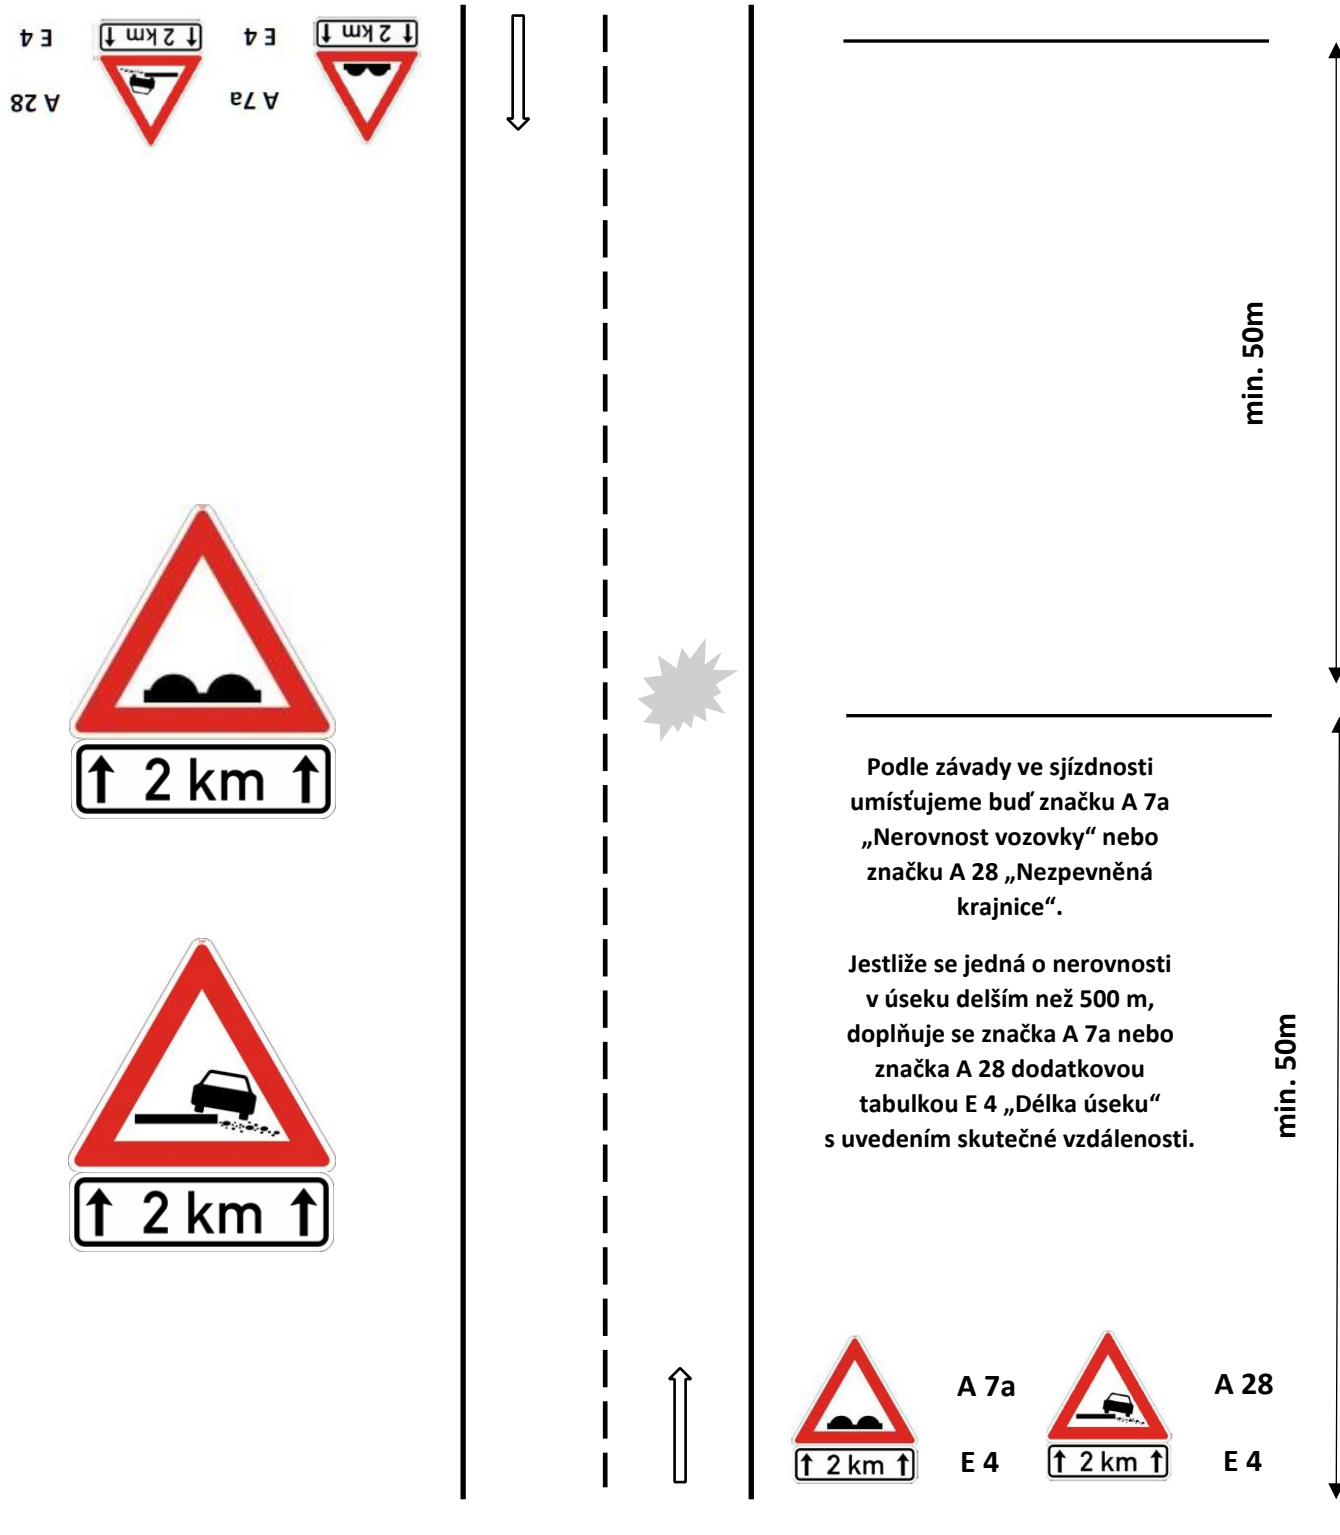 E 4
2 km
E 4
2 km
A 28
A 7a
min. 50m
2 km
Podle závady ve sjízdnosti
umísťujeme buď značku A 7a
„Nerovnost vozovky“ nebo
značku A 28 „Nezpevněná
krajnice“.
Jestliže se jedná o nerovnosti
v úseku delším než 500 m,
doplňuje se značka A 7a nebo
značka A 28 dodatkovou
tabulkou E 4 „Délka úseku“
s uvedením skutečné vzdálenosti.
min. 50m
2 km
A 7a
A 28
2 km
E 4
2 km
E 4